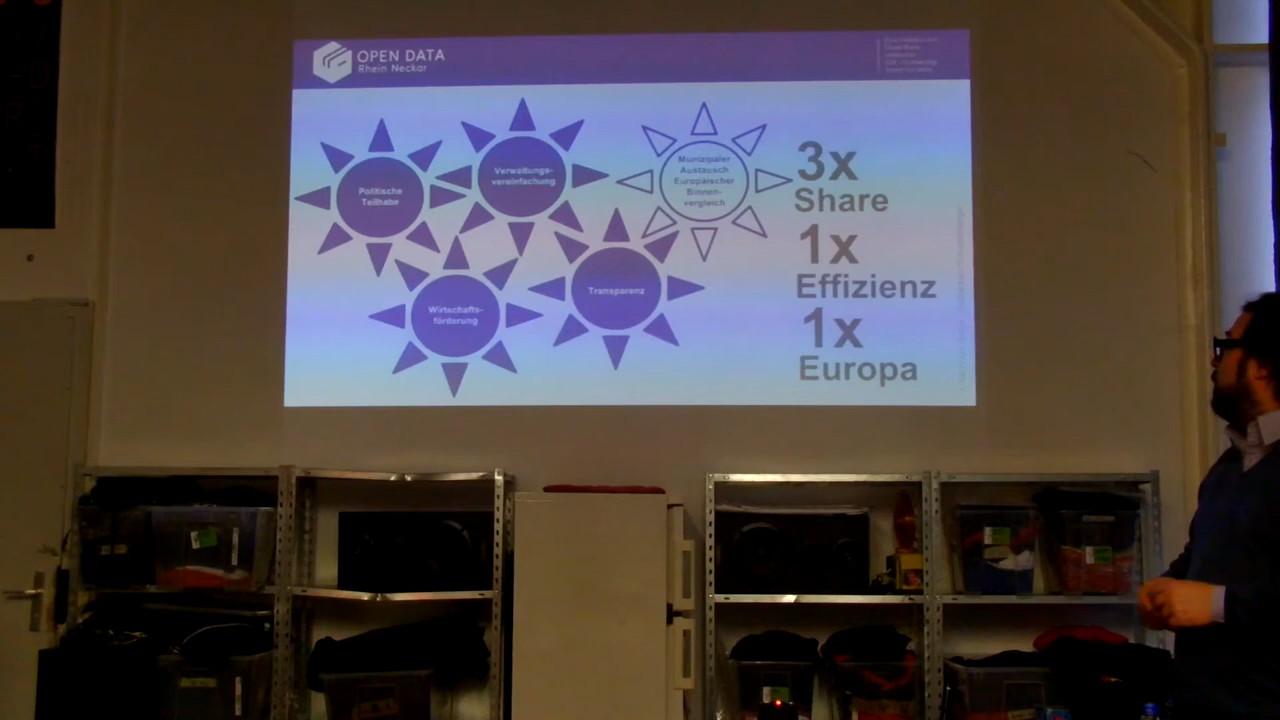 OPEN DATA
Rhein Neckar
Politische
Teilhabe
Verwaltungs-
vereinfachung
Munizipaler
Austausch
Europäischer
Binnen-
vergleich
Wirtschafts-
förderung
Transparenz
3x
Share
1x
Effizienz
1x
Europa